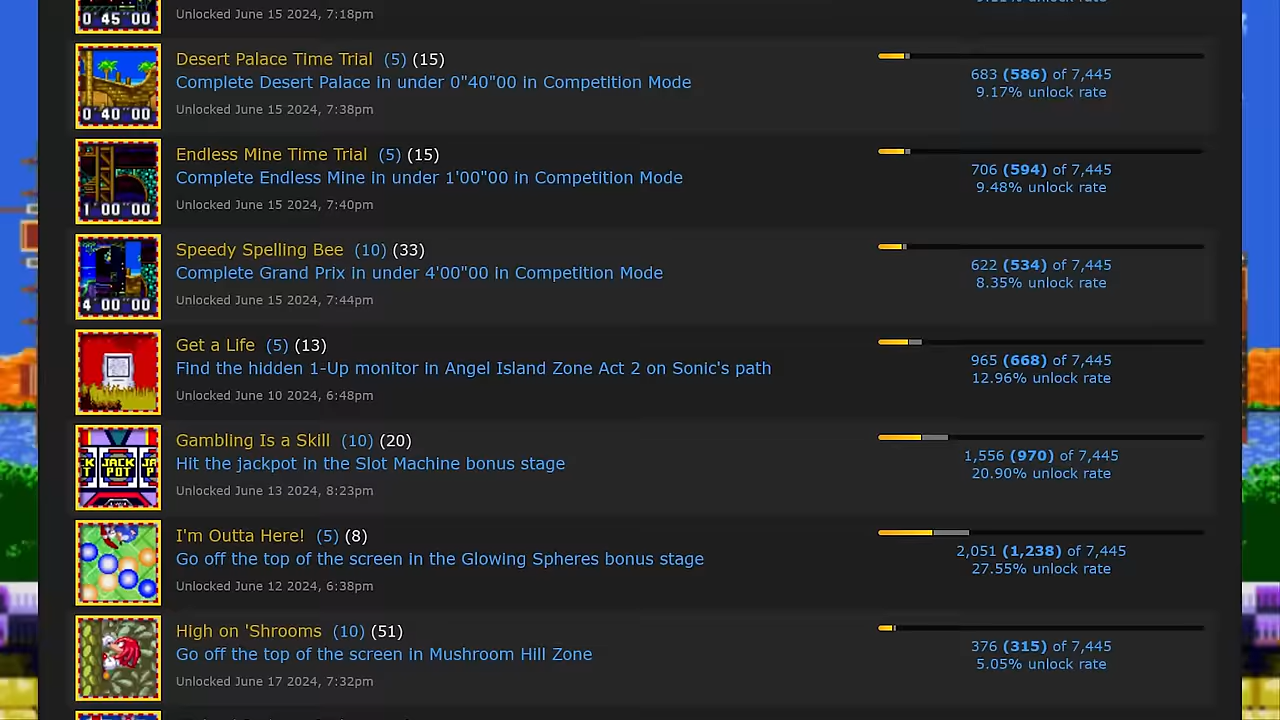 0'45"00
Unlocked June 15 2024, 7:18pm
Desert Palace Time Trial (5) (15)
Complete Desert Palace in under 0"40"00 in Competition Mode
Unlocked June 15 2024, 7:38pm
0'40"00
683 (586) of 7,445
9.17% unlock rate
Endless Mine Time Trial (5) (15)
Complete Endless Mine in under 1'00"00 in Competition Mode
Unlocked June 15 2024, 7:40pm
1'00"00
706 (594) of 7,445
9.48% unlock rate
Speedy Spelling Bee (10) (33)
Complete Grand Prix in under 4'00"00 in Competition Mode
Unlocked June 15 2024, 7:44pm
4'00"00
622 (534) of 7,445
8.35% unlock rate
Get a Life (5) (13)
Find the hidden 1-Up monitor in Angel Island Zone Act 2 on Sonic's path
Unlocked June 10 2024, 6:48pm
965 (668) of 7,445
12.96% unlock rate
Gambling Is a Skill (10) (20)
Hit the jackpot in the Slot Machine bonus stage
Unlocked June 13 2024, 8:23pm
K JACK JA
T POT P
1,556 (970) of 7,445
20.90% unlock rate
I'm Outta Here! (5) (8)
Go off the top of the screen in the Glowing Spheres bonus stage
Unlocked June 12 2024, 6:38pm
2,051 (1,238) of 7,445
27.55% unlock rate
High on 'Shrooms (10) (51)
Go off the top of the screen in Mushroom Hill Zone
Unlocked June 17 2024, 7:32pm
376 (315) of 7,445
5.05% unlock rate